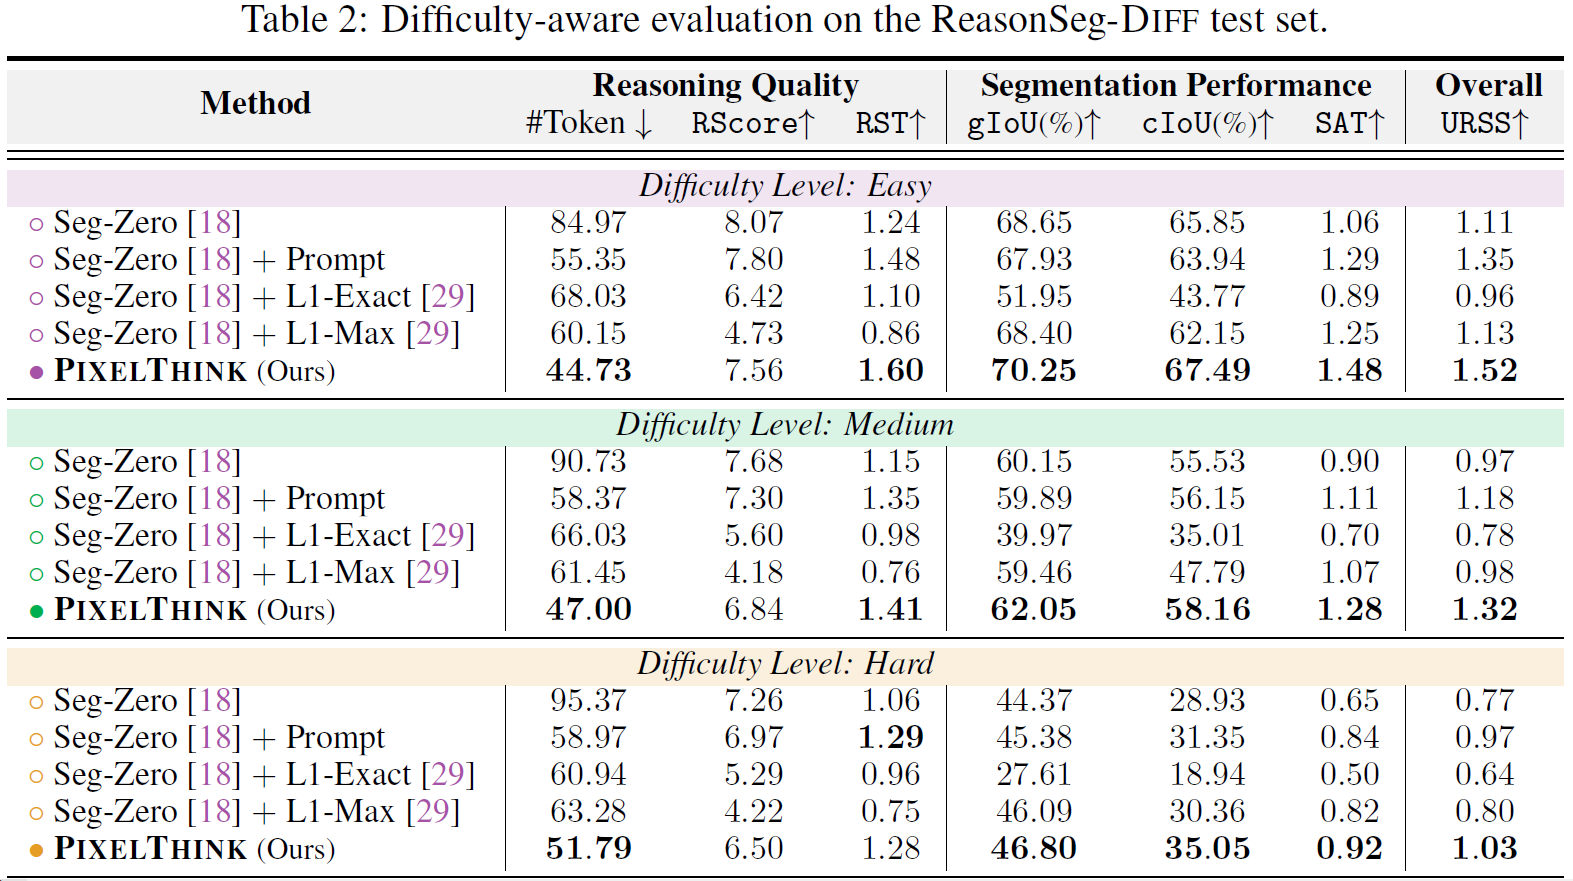 Table 2: Difficulty-aware evaluation on the ReasonSeg-DIFF test set.
Method Reasoning Quality Segmentation Performance Overall
#Token ↓ RScore↑ RST↑ gIoU(%)↑ cIoU(%)↑ SAT↑ URSS↑
Difficulty Level: Easy
○ Seg-Zero [18] 84.97 8.07 1.24 68.65 65.85 1.06 1.11
○ Seg-Zero [18] + Prompt 55.35 7.80 1.48 67.93 63.94 1.29 1.35
○ Seg-Zero [18] + L1-Exact [29] 68.03 6.42 1.10 51.95 43.77 0.89 0.96
○ Seg-Zero [18] + L1-Max [29] 60.15 4.73 0.86 68.40 62.15 1.25 1.13
● PIXELTHINK (Ours) 44.73 7.56 1.60 70.25 67.49 1.48 1.52
Difficulty Level: Medium
○ Seg-Zero [18] 90.73 7.68 1.15 60.15 55.53 0.90 0.97
○ Seg-Zero [18] + Prompt 58.37 7.30 1.35 59.89 56.15 1.11 1.18
○ Seg-Zero [18] + L1-Exact [29] 66.03 5.60 0.98 39.97 35.01 0.70 0.78
○ Seg-Zero [18] + L1-Max [29] 61.45 4.18 0.76 59.46 47.79 1.07 0.98
● PIXELTHINK (Ours) 47.00 6.84 1.41 62.05 58.16 1.28 1.32
Difficulty Level: Hard
○ Seg-Zero [18] 95.37 7.26 1.06 44.37 28.93 0.65 0.77
○ Seg-Zero [18] + Prompt 58.97 6.97 1.29 45.38 31.35 0.84 0.97
○ Seg-Zero [18] + L1-Exact [29] 60.94 5.29 0.96 27.61 18.94 0.50 0.64
○ Seg-Zero [18] + L1-Max [29] 63.28 4.22 0.75 46.09 30.36 0.82 0.80
● PIXELTHINK (Ours) 51.79 6.50 1.28 46.80 35.05 0.92 1.03